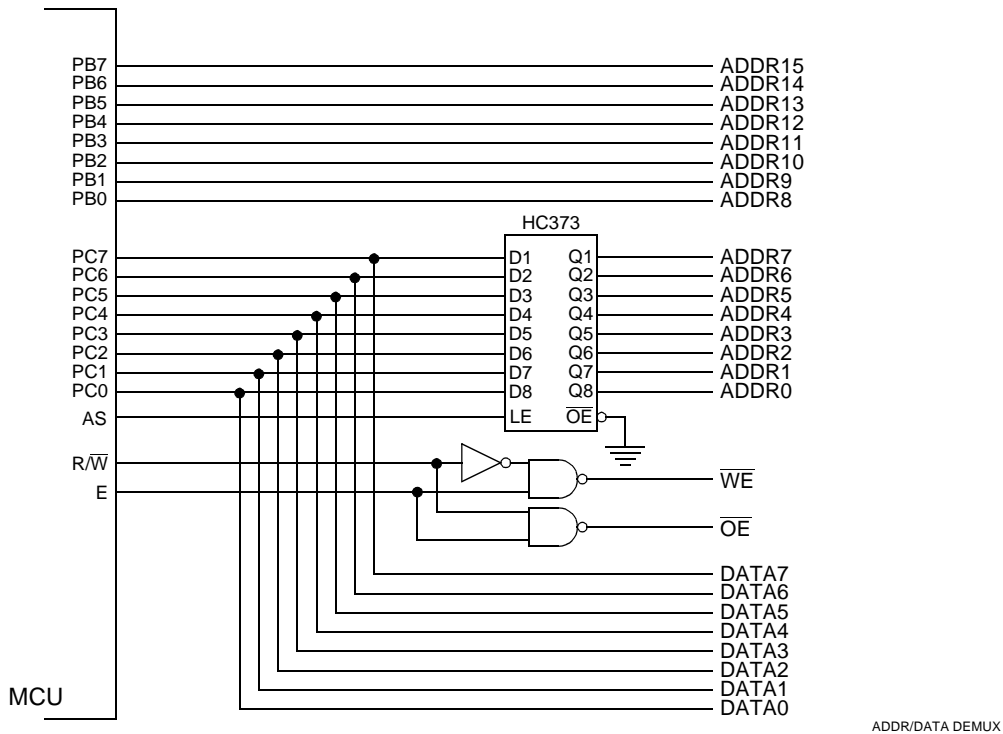 PB7 ADDR15
PB6 ADDR14
PB5 ADDR13
PB4 ADDR12
PB3 ADDR11
PB2 ADDR10
PB1 ADDR9
PB0 ADDR8
HC373
PC7 D1 Q1 ADDR7
PC6 D2 Q2 ADDR6
PC5 D3 Q3 ADDR5
PC4 D4 Q4 ADDR4
PC3 D5 Q5 ADDR3
PC2 D6 Q6 ADDR2
PC1 D7 Q7 ADDR1
PC0 D8 Q8 ADDR0
AS LE O̅E̅
R/W̅
W̅E̅
E
O̅E̅
DATA7
DATA6
DATA5
DATA4
DATA3
DATA2
DATA1
MCU
DATA0
ADDR/DATA DEMUX